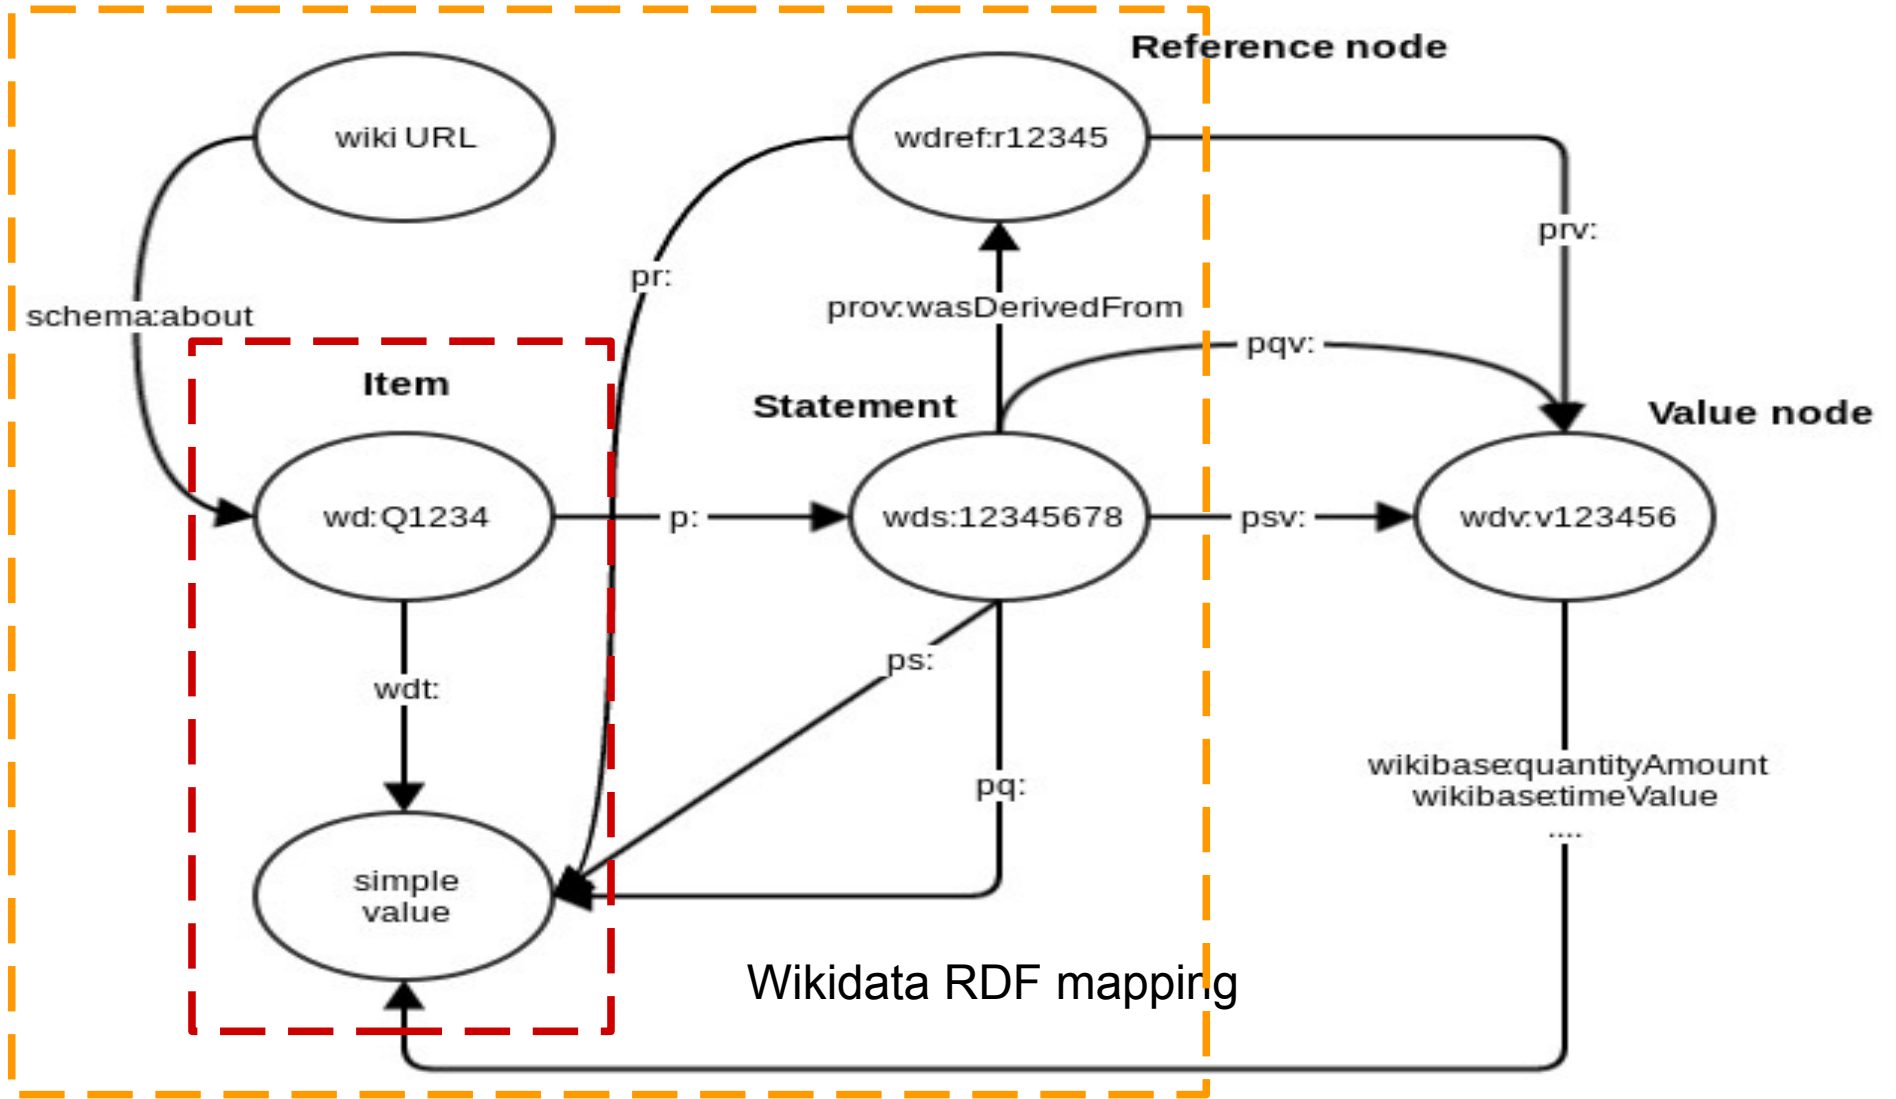 Reference node
wiki URL
wdref:r12345
prv:
pr:
prov:wasDerivedFrom
schema:about
pqv:
Item
Statement
Value node
wd:Q1234
p:
wds:12345678
psv:
wdv:v123456
ps:
wdt:
wikibase:quantityAmount
wikibase:timeValue
....
pq:
simple
value
Wikidata RDF mapping